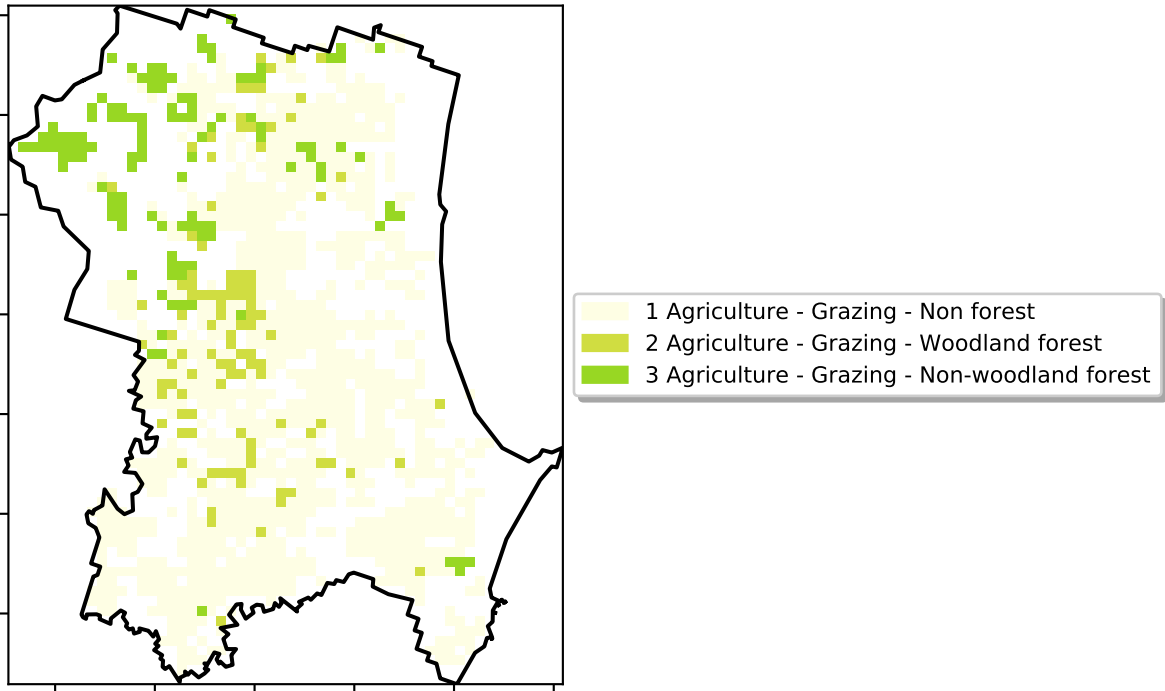 1 Agriculture - Grazing - Non forest
2 Agriculture - Grazing - Woodland forest
3 Agriculture - Grazing - Non-woodland forest